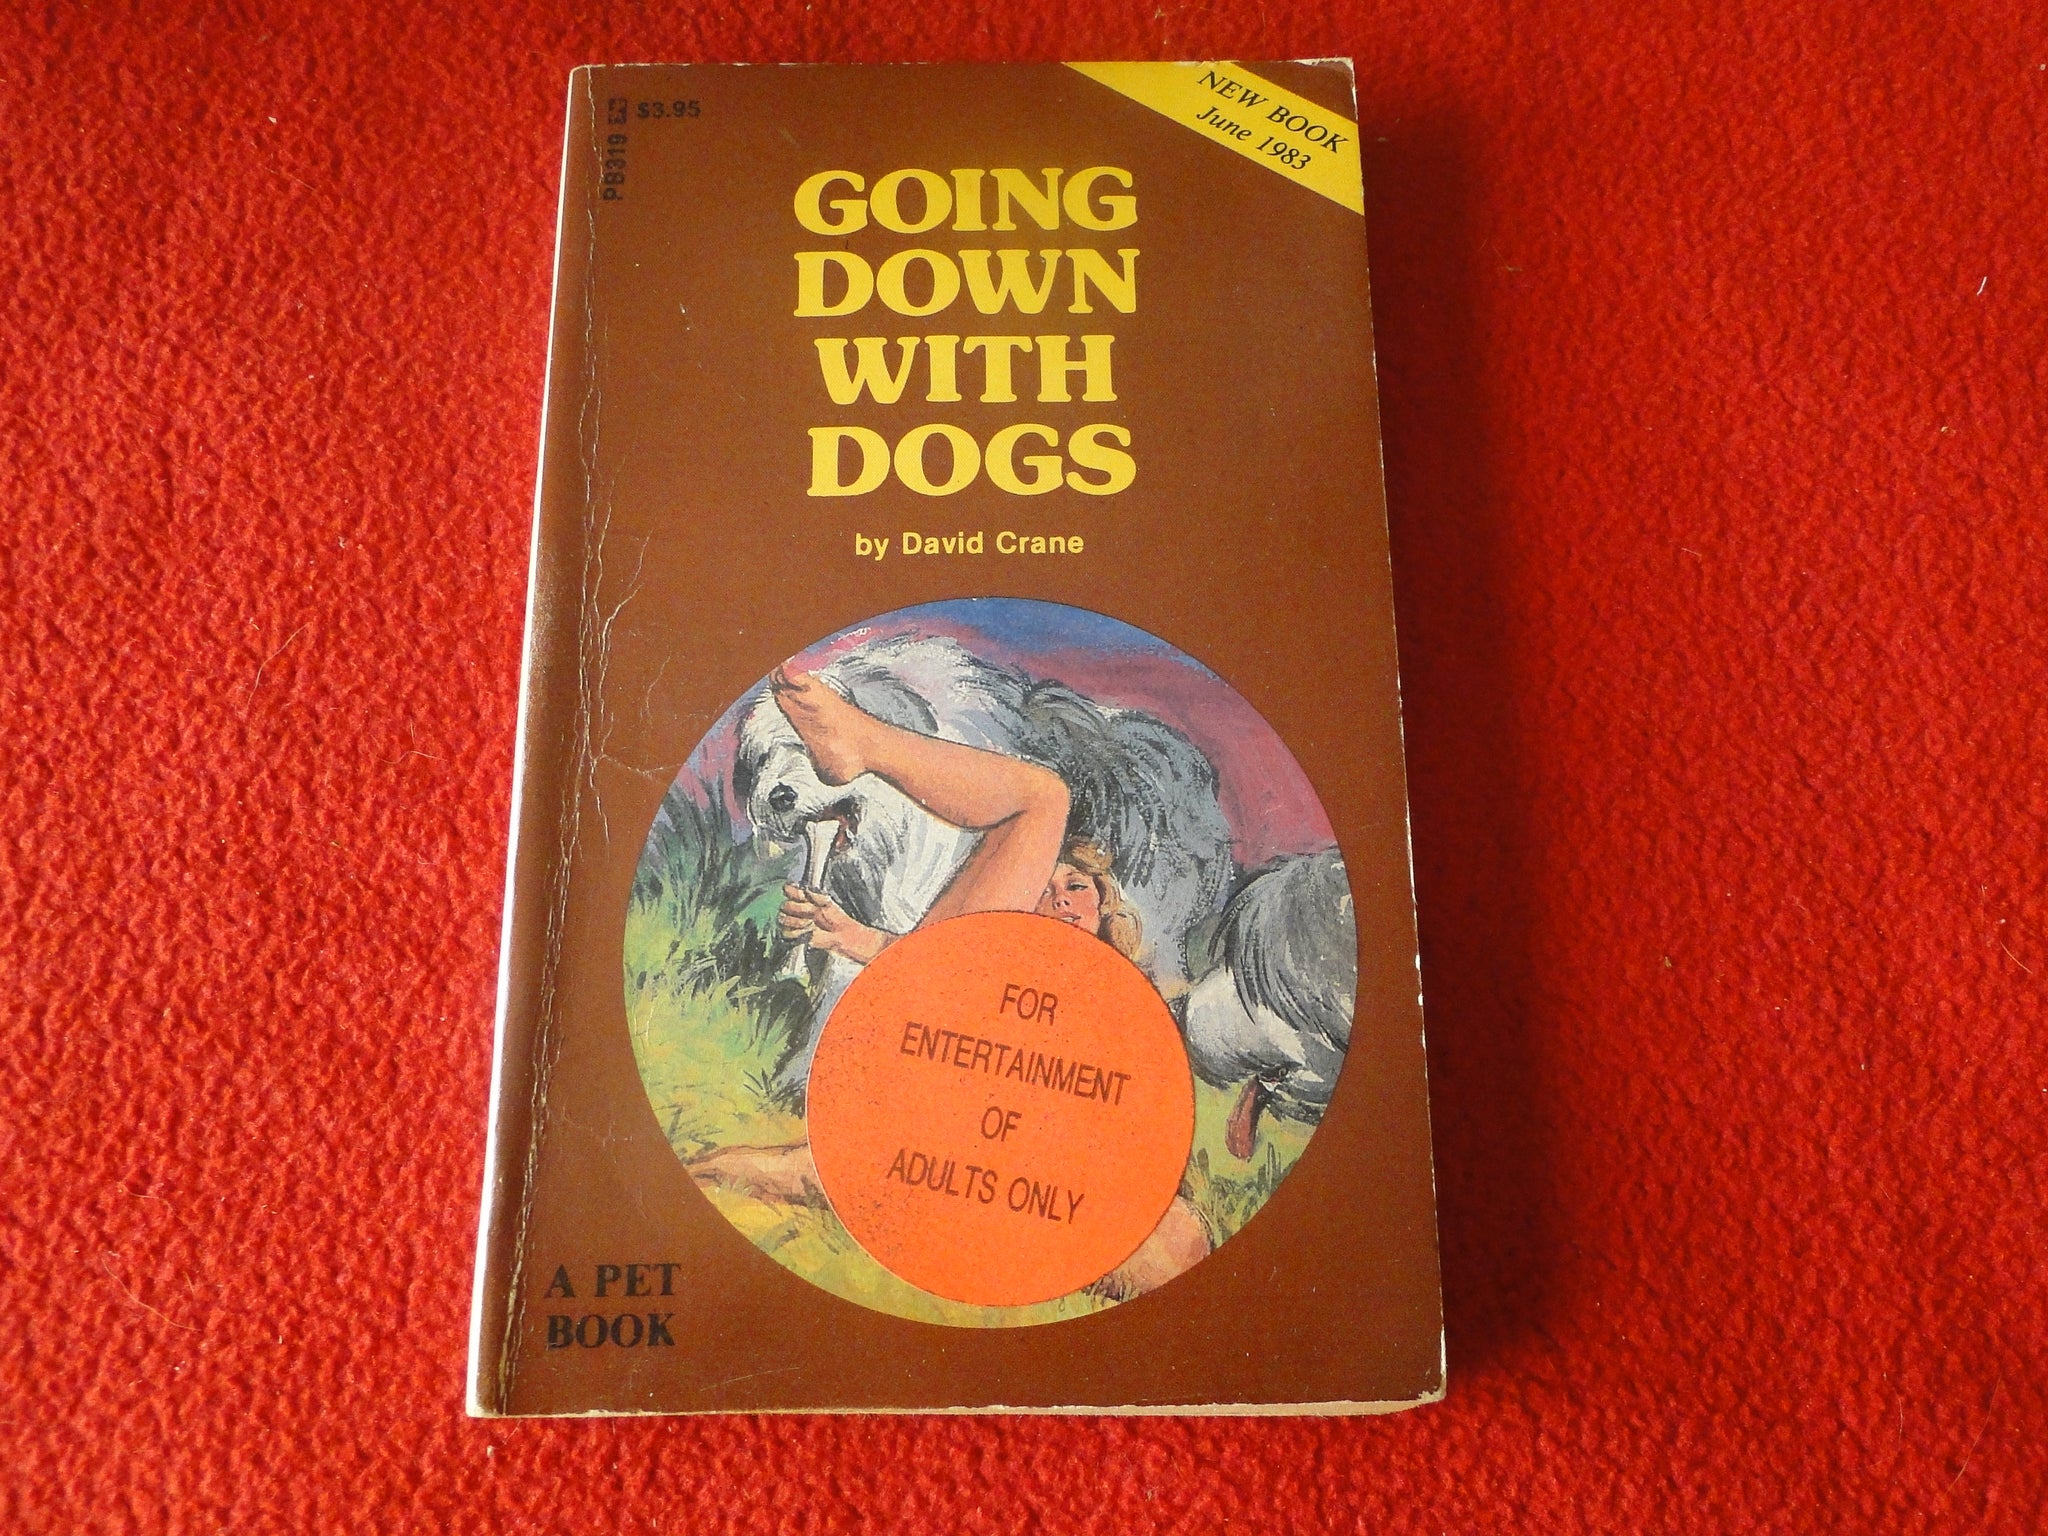 PB319 $3.95
NEW BOOK
June 1983
GOING
DOWN
WITH
DOGS
by David Crane
FOR
ENTERTAINMENT
OF
ADULTS ONLY
A PET
BOOK